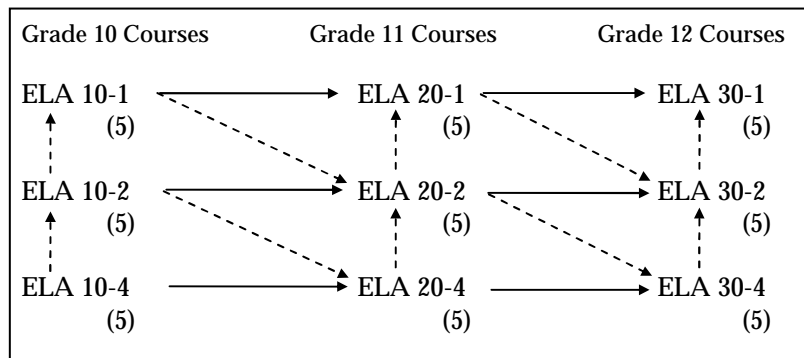 Grade 10 Courses Grade 11 Courses Grade 12 Courses
ELA 10-1 ELA 20-1 ELA 30-1
(5) (5) (5)
ELA 10-2 ELA 20-2 ELA 30-2
(5) (5) (5)
ELA 10-4 ELA 20-4 ELA 30-4
(5) (5) (5)